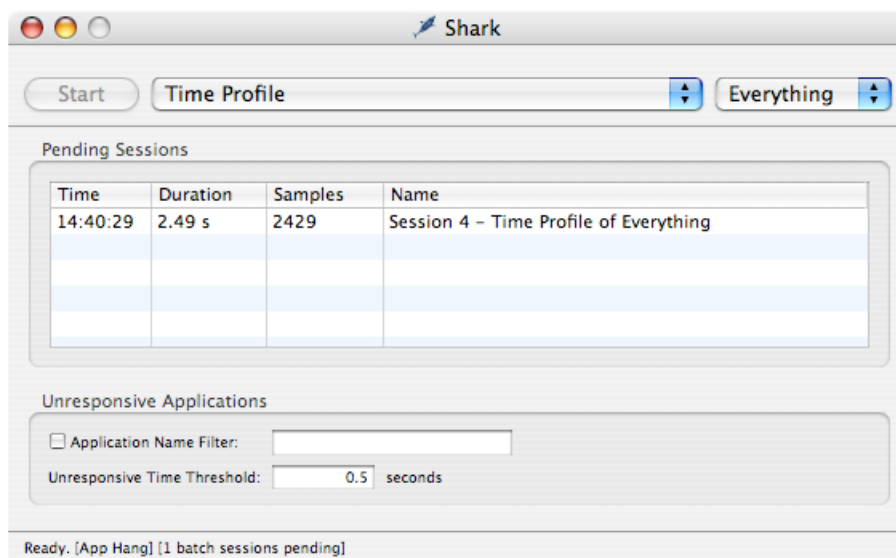 Shark
Start Time Profile Everything
Pending Sessions
Time Duration Samples Name
14:40:29 2.49 s 2429 Session 4 – Time Profile of Everything
Unresponsive Applications
Application Name Filter:
Unresponsive Time Threshold: 0.5 seconds
Ready. [App Hang] [1 batch sessions pending]